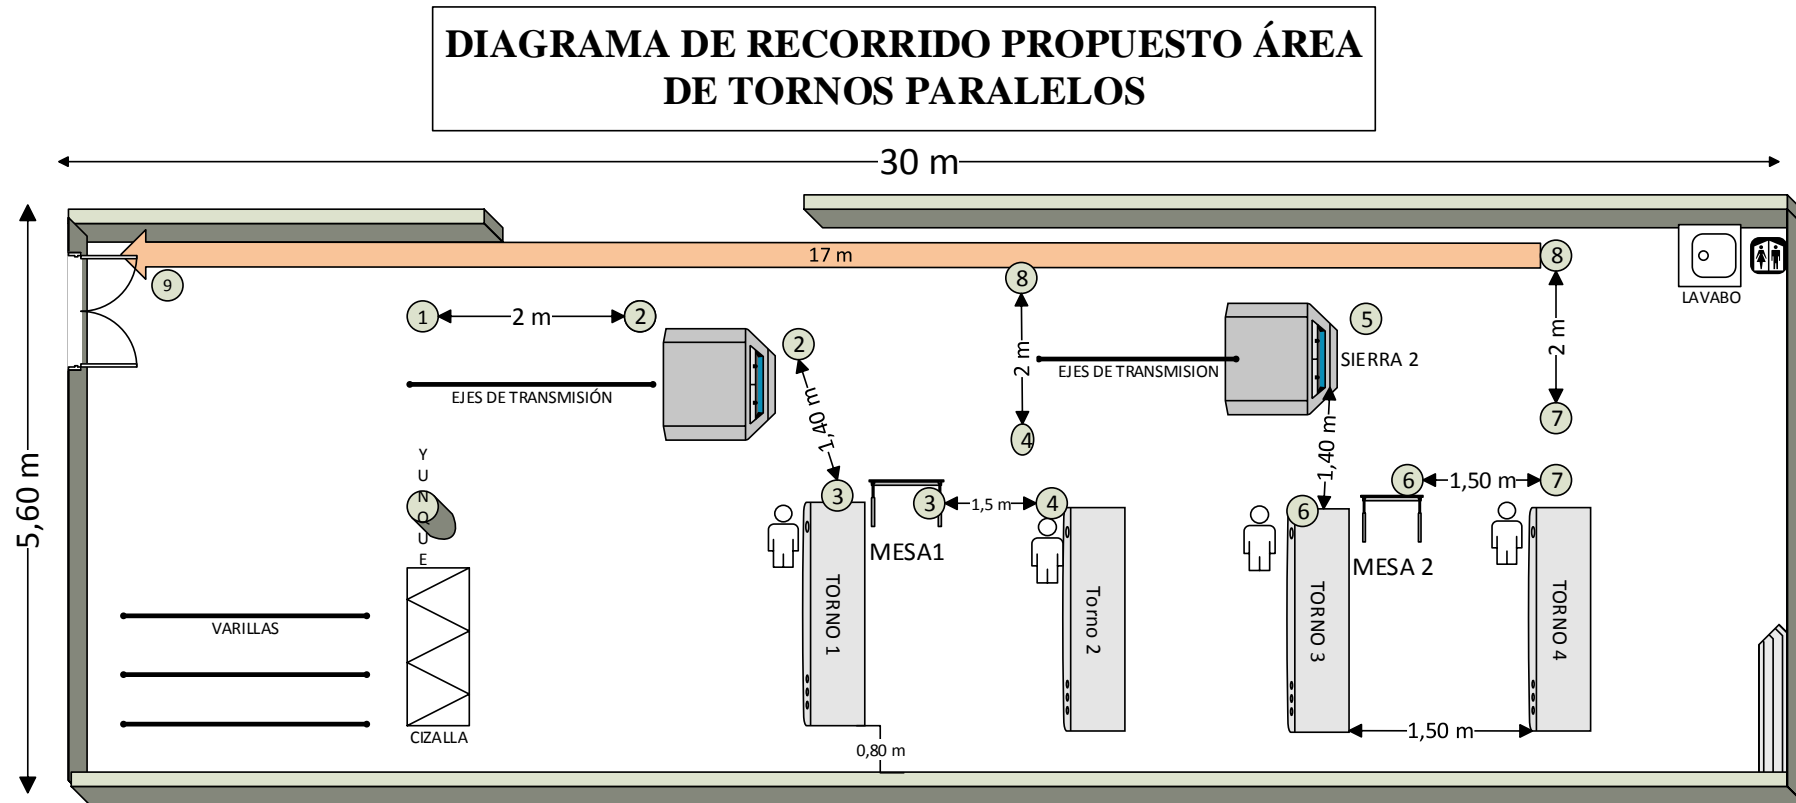 DIAGRAMA DE RECORRIDO PROPUESTO ÁREA
DE TORNOS PARALELOS
30 m
5,60 m
17 m
8
8
9
LAVABO
1
2 m
2
2
5
2 m
2 m
EJES DE TRANSMISIÓN
EJES DE TRANSMISION
SIERRA 2
1,40 m
1,40 m
4
7
YUNQUE
3
3
1,5 m
4
6
6
1,50 m
7
MESA1
MESA 2
TORNO 1
Torno 2
TORNO 3
TORNO 4
VARILLAS
CIZALLA
0,80 m
1,50 m